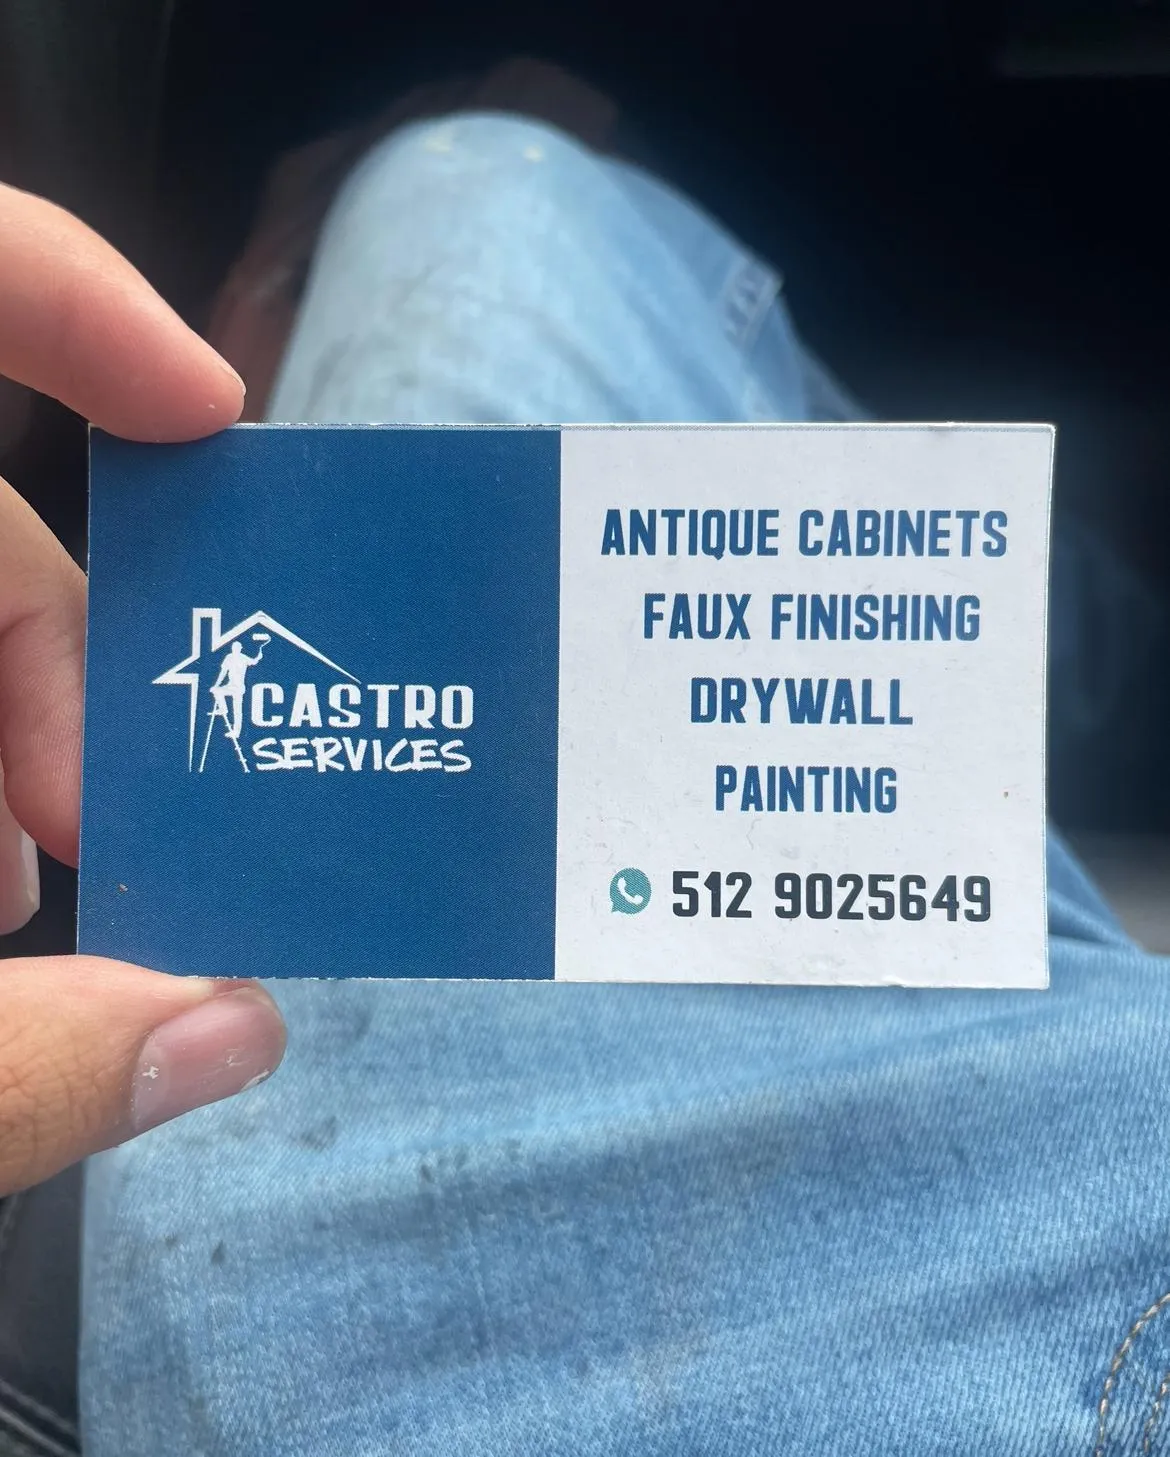 CASTRO
SERVICES
ANTIQUE CABINETS
FAUX FINISHING
DRYWALL
PAINTING
512 9025649